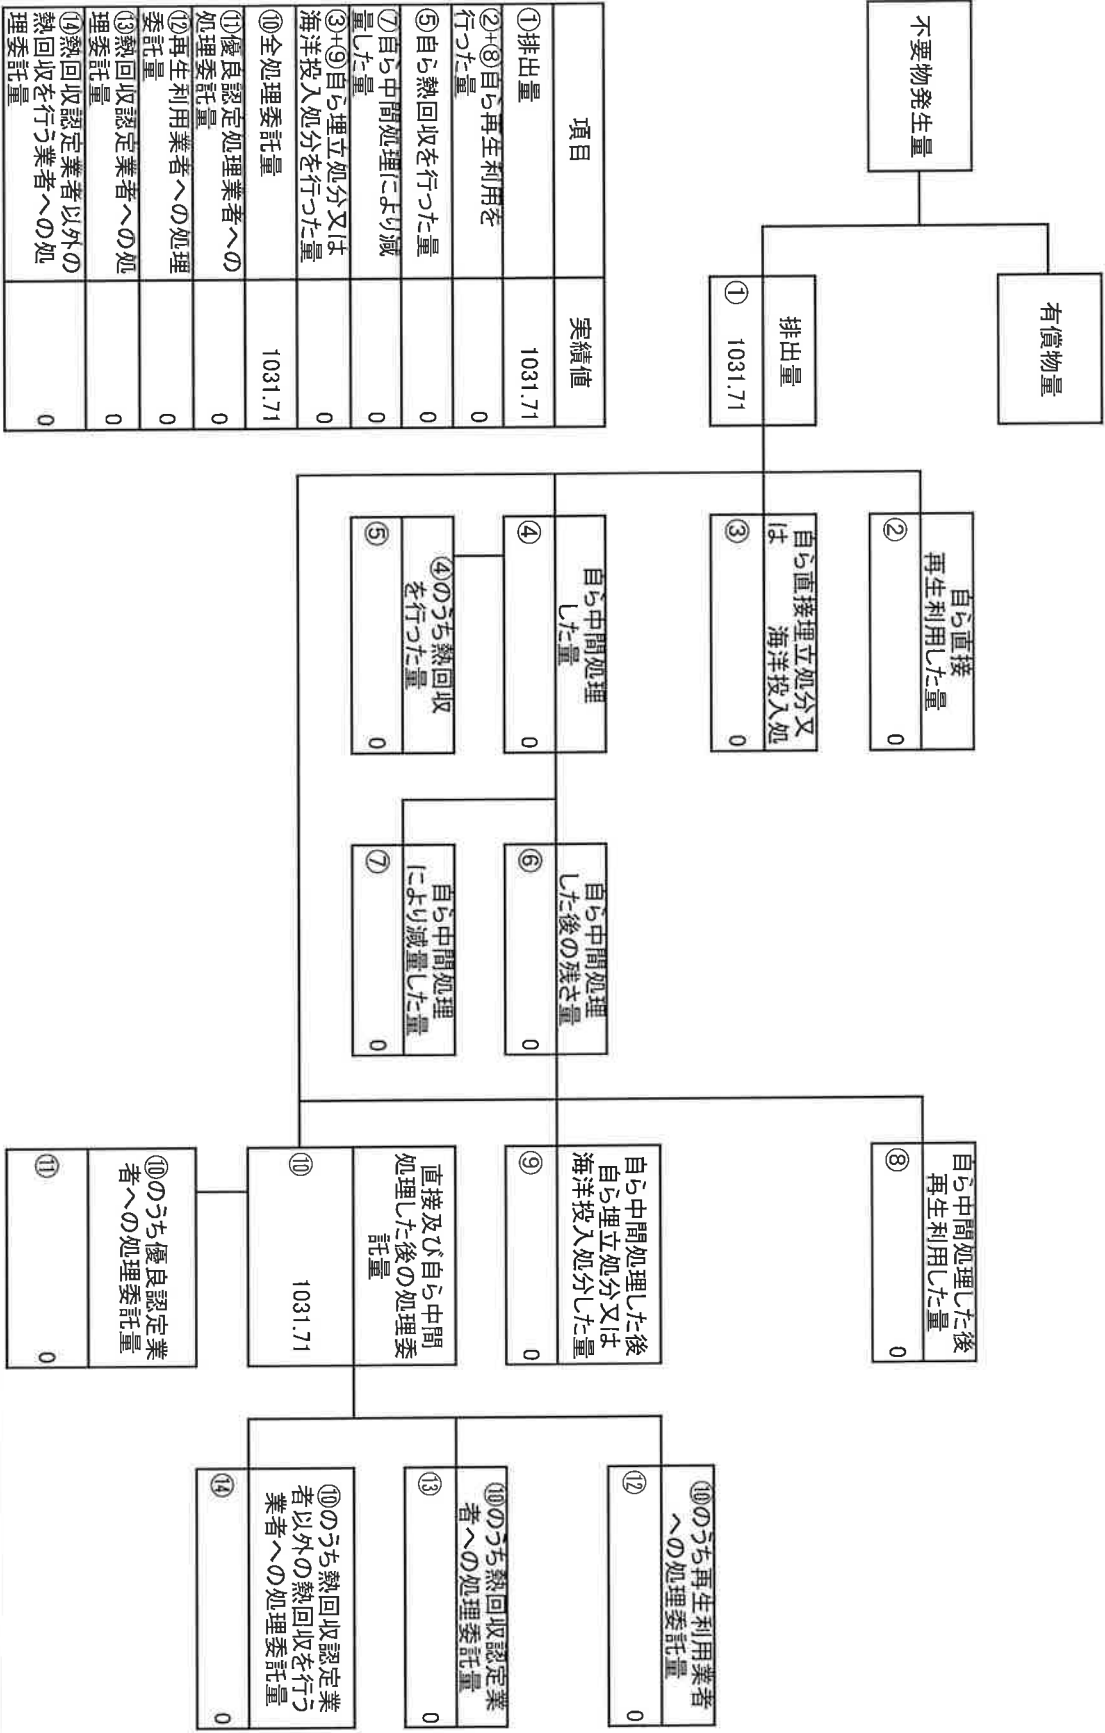 不要物発生量
有償物量
排出量
① 1031.71
自ら直接
再生利用した量
② 0
自ら直接埋立処分又
は 海洋投入処
③ 0
自ら中間処理
した量
④ 0
④のうち熱回収
を行った量
⑤ 0
自ら中間処理
した後の残さ量
⑥ 0
自ら中間処理
により減量した量
⑦ 0
自ら中間処理した後
再生利用した量
⑧ 0
自ら中間処理した後
自ら埋立処分又は
海洋投入処分した量
⑨ 0
直接及び自ら中間
処理した後の処理委
託量
⑩ 1031.71
⑩のうち優良認定業
者への処理委託量
⑪ 0
⑩のうち再生利用業者
への処理委託量
⑫ 0
⑩のうち熱回収認定業
者への処理委託量
⑬ 0
⑩のうち熱回収認定業
者以外の熱回収を行う
業者への処理委託量
⑭ 0
項目 実績値
①排出量 1031.71
②+⑧自ら再生利用を
行った量 0
⑤自ら熱回収を行った量 0
⑦自ら中間処理により減
量した量 0
③+⑨自ら埋立処分又は
海洋投入処分を行った量 0
⑩全処理委託量 1031.71
⑪優良認定処理業者への
処理委託量 0
⑫再生利用業者への処理
委託量 0
⑬熱回収認定業者への処
理委託量 0
⑭熱回収認定業者以外の
熱回収を行う業者への処
理委託量 0